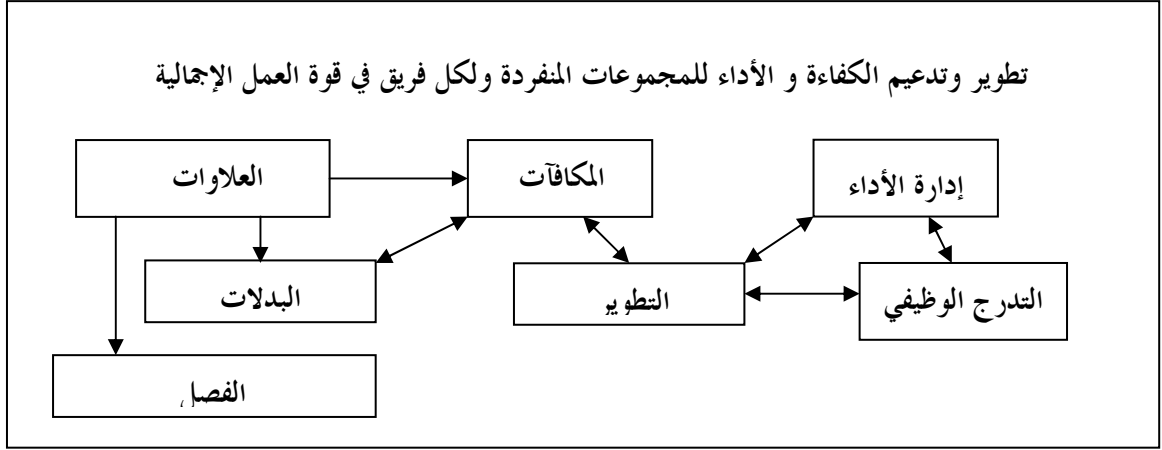 تطوير وتدعيم الكفاءة و الأداء للمجموعات المنفردة ولكل فريق في قوة العمل الإجمالية
إدارة الأداء
المكافآت
العلاوات
التدرج الوظيفي
التطوير
البدلات
الفصل